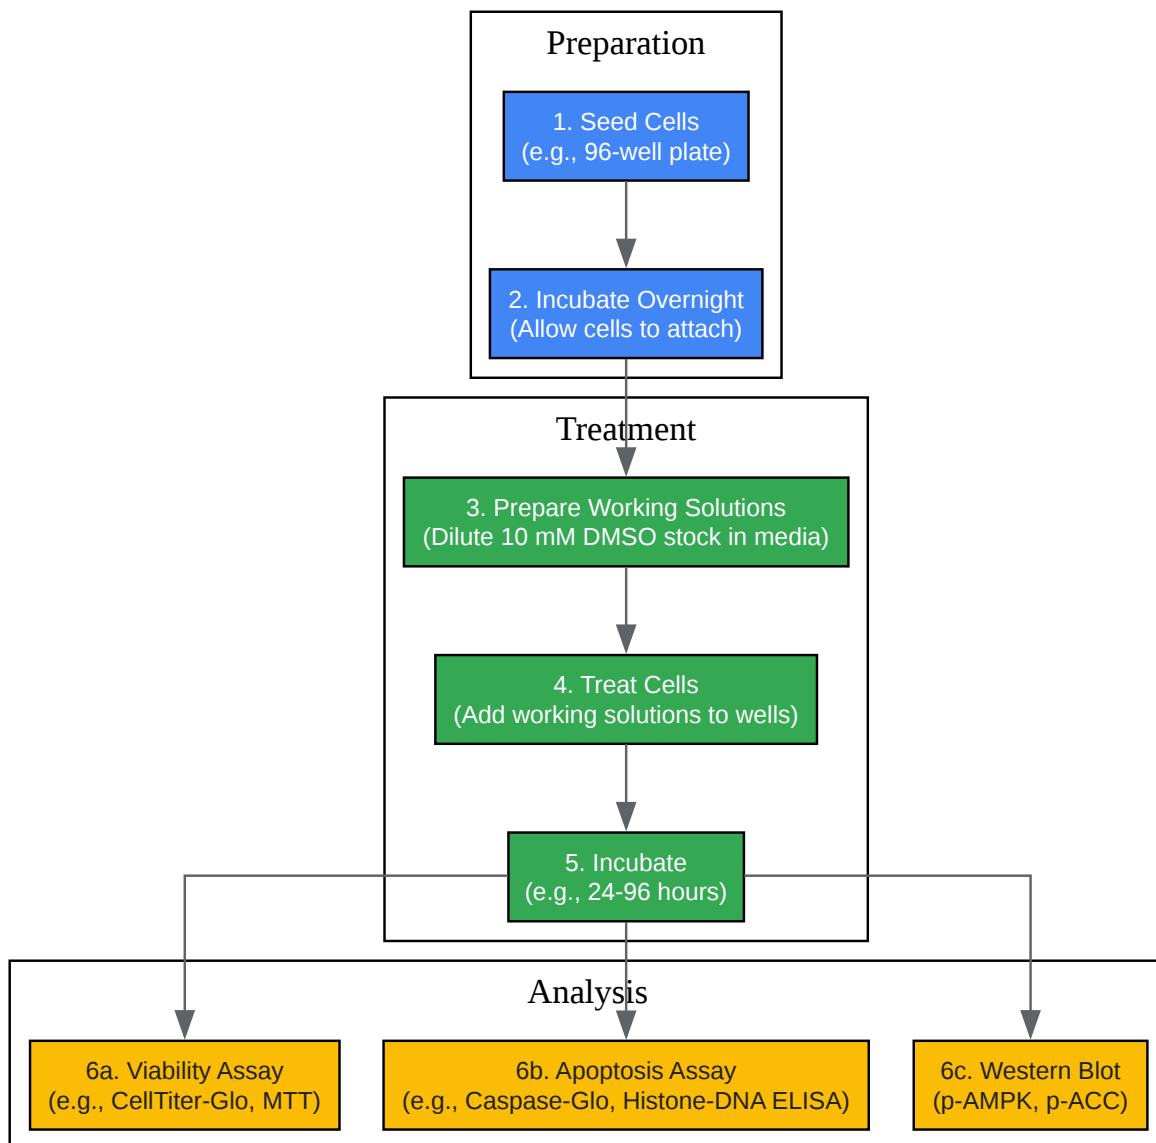 Preparation
1. Seed Cells
(e.g., 96-well plate)
2. Incubate Overnight
(Allow cells to attach)
Treatment
3. Prepare Working Solutions
(Dilute 10 mM DMSO stock in media)
4. Treat Cells
(Add working solutions to wells)
5. Incubate
(e.g., 24-96 hours)
Analysis
6a. Viability Assay
(e.g., CellTiter-Glo, MTT)
6b. Apoptosis Assay
(e.g., Caspase-Glo, Histone-DNA ELISA)
6c. Western Blot
(p-AMPK, p-ACC)